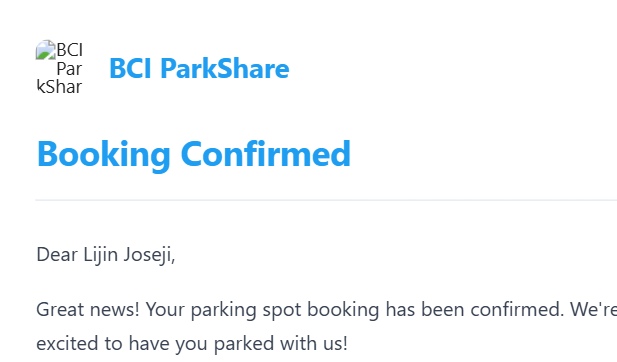 BCI
Par
kShar
BCI ParkShare
Booking Confirmed
Dear Lijin Joseji,
Great news! Your parking spot booking has been confirmed. We're
excited to have you parked with us!